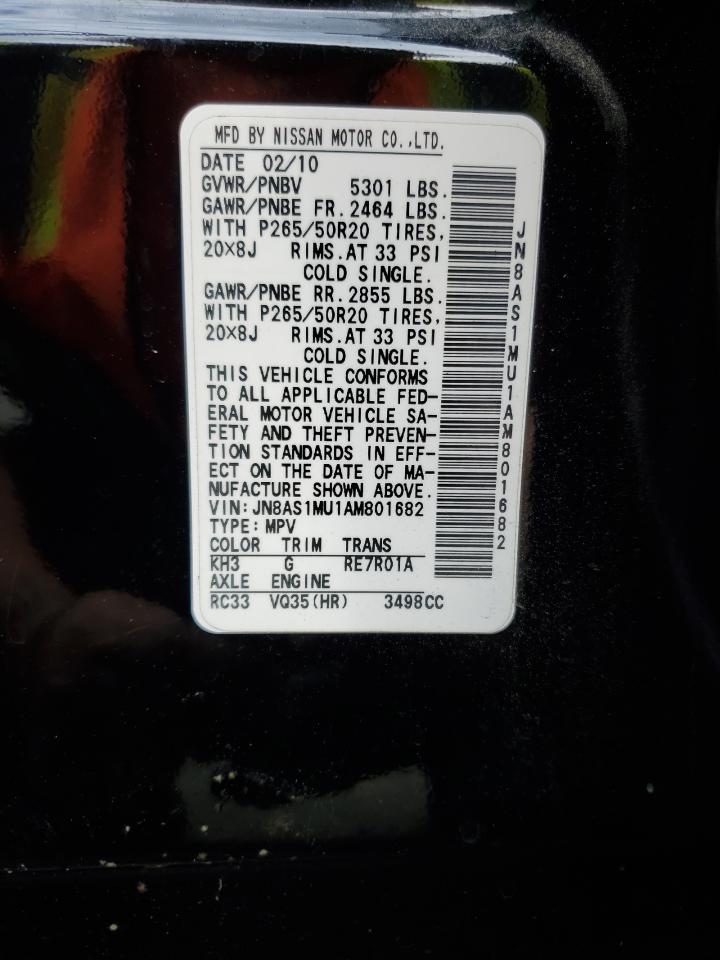 MFD BY NISSAN MOTOR CO.,LTD.
DATE 02/10
GVWR/PNBV 5301 LBS.
GAWR/PNBE FR. 2464 LBS.
WITH P265/50R20 TIRES,
20X8J RIMS. AT 33 PSI
COLD SINGLE.
GAWR/PNBE RR. 2855 LBS.
WITH P265/50R20 TIRES,
20X8J RIMS. AT 33 PSI
COLD SINGLE.
THIS VEHICLE CONFORMS
TO ALL APPLICABLE FED-
ERAL MOTOR VEHICLE SA-
FETY AND THEFT PREVEN-
TION STANDARDS IN EFF-
ECT ON THE DATE OF MA-
NUFACTURE SHOWN ABOVE.
VIN:JN8AS1MU1AM801682
TYPE:MPV
COLOR TRIM TRANS
KH3 G RE7R01A
AXLE ENGINE
RC33 VQ35(HR) 3498CC
JN8AS1MU1AM801682